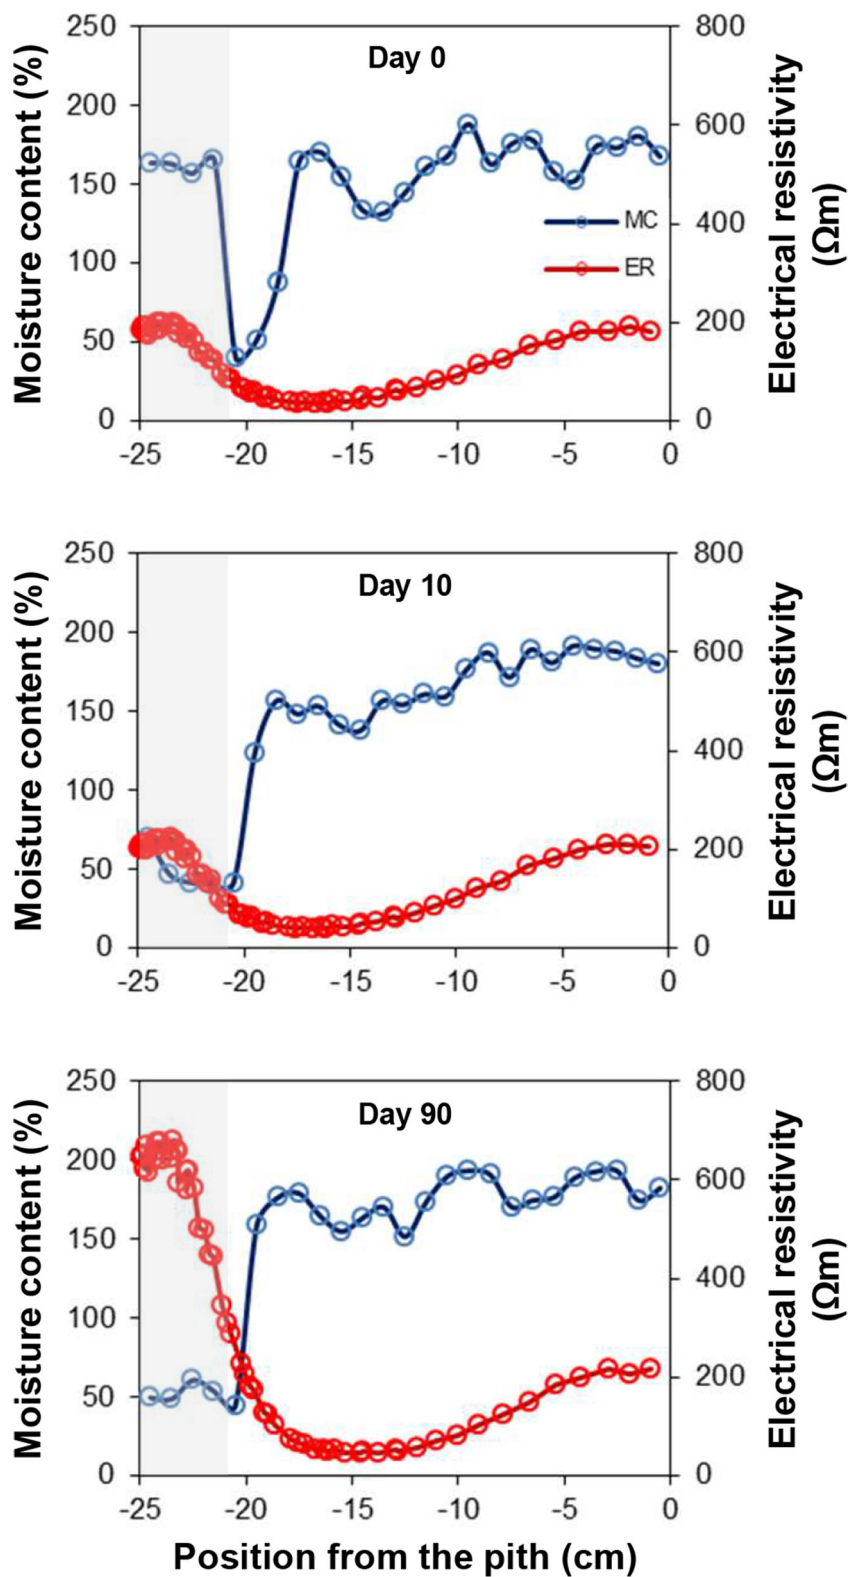 Moisture content (%)
250
200
150
100
50
0
Day 0
MC
ER
800
600
400
200
0
Electrical resistivity
(Ωm)
-25 -20 -15 -10 -5 0
Moisture content (%)
250
200
150
100
50
0
Day 10
800
600
400
200
0
Electrical resistivity
(Ωm)
-25 -20 -15 -10 -5 0
Moisture content (%)
250
200
150
100
50
0
Day 90
800
600
400
200
0
Electrical resistivity
(Ωm)
-25 -20 -15 -10 -5 0
Position from the pith (cm)